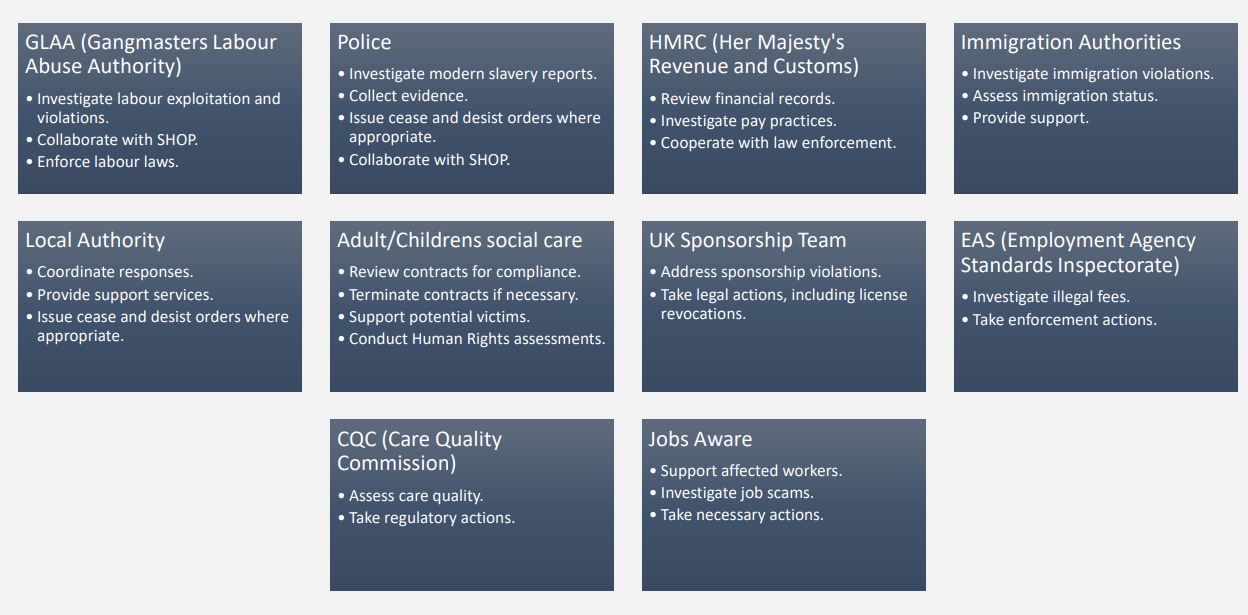 GLAA (Gangmasters Labour
Abuse Authority)
• Investigate labour exploitation and
violations.
• Collaborate with SHOP.
• Enforce labour laws.
Police
• Investigate modern slavery reports.
• Collect evidence.
• Issue cease and desist orders where
appropriate.
• Collaborate with SHOP.
HMRC (Her Majesty's
Revenue and Customs)
• Review financial records.
• Investigate pay practices.
• Cooperate with law enforcement.
Immigration Authorities
• Investigate immigration violations.
• Assess immigration status.
• Provide support.
Local Authority
• Coordinate responses.
• Provide support services.
• Issue cease and desist orders where
appropriate.
Adult/Childrens social care
• Review contracts for compliance.
• Terminate contracts if necessary.
• Support potential victims.
• Conduct Human Rights assessments.
UK Sponsorship Team
• Address sponsorship violations.
• Take legal actions, including license
revocations.
EAS (Employment Agency
Standards Inspectorate)
• Investigate illegal fees.
• Take enforcement actions.
CQC (Care Quality
Commission)
• Assess care quality.
• Take regulatory actions.
Jobs Aware
• Support affected workers.
• Investigate job scams.
• Take necessary actions.